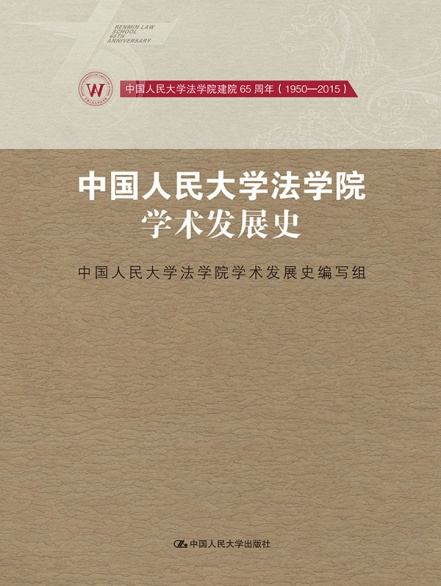 RENMIN LAW
SCHOOL
65TH
ANNIVERSARY
中国人民大学法学院建院 65 周年（1950—2015）
中国人民大学法学院
学术发展史
中国人民大学法学院学术发展史编写组
中国人民大学出版社